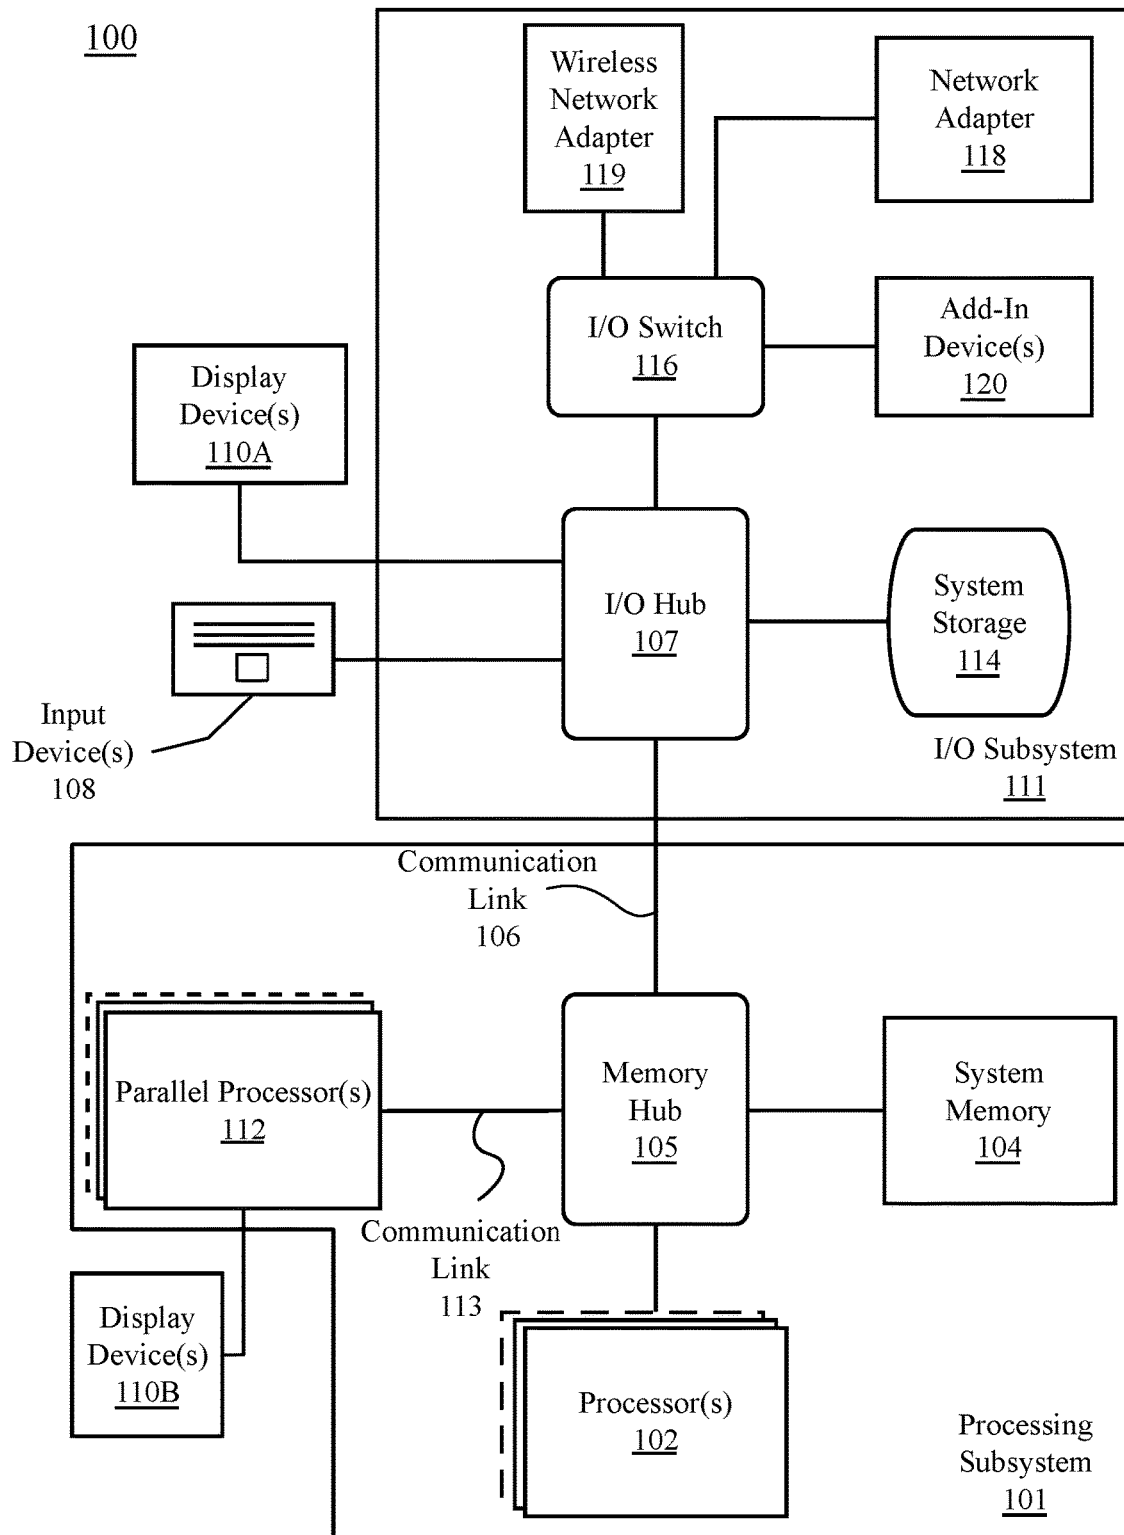 100
Wireless
Network
Adapter
119
Network
Adapter
118
I/O Switch
116
Add-In
Device(s)
120
Display
Device(s)
110A
I/O Hub
107
System
Storage
114
Input
Device(s)
108
I/O Subsystem
111
Communication
Link
106
Parallel Processor(s)
112
Memory
Hub
105
System
Memory
104
Communication
Link
113
Display
Device(s)
110B
Processor(s)
102
Processing
Subsystem
101